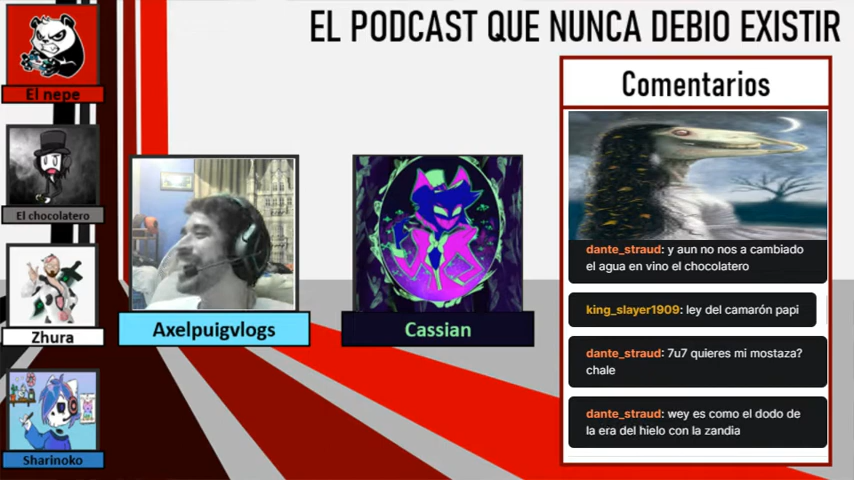 EL PODCAST QUE NUNCA DEBIO EXISTIR
El nepe
El chocolatero
Zhura
Sharinoko
Axelpuigvlogs
Cassian
Comentarios
dante_straud: y aun no nos a cambiado
el agua en vino el chocolatero
king_slayer1909: ley del camarón papi
dante_straud: 7u7 quieres mi mostaza?
chale
dante_straud: wey es como el dodo de
la era del hielo con la zandia